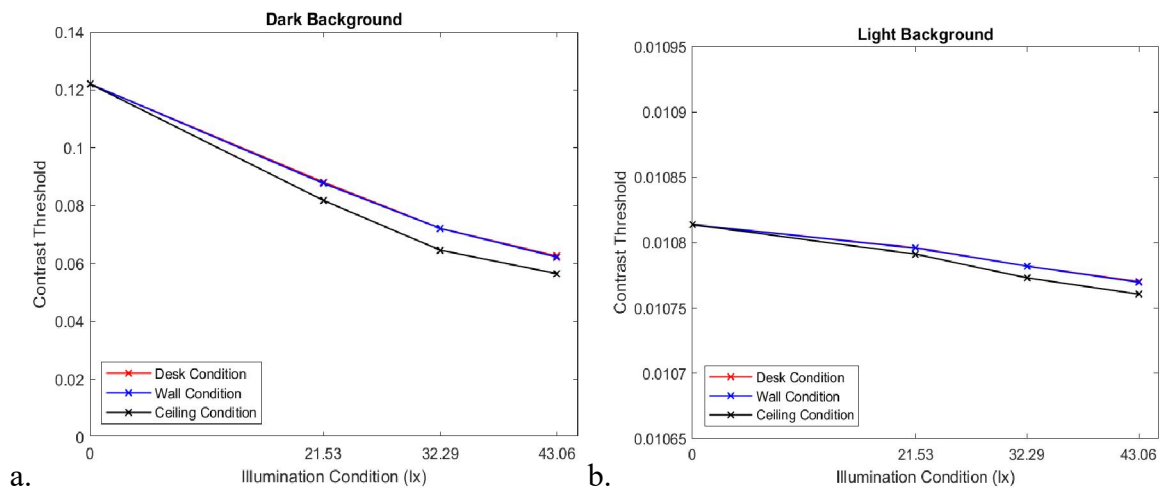 Dark Background
0.14
0.12
0.1
0.08
0.06
0.04
0.02
0
Contrast Threshold
Desk Condition
Wall Condition
Ceiling Condition
0 21.53 32.29 43.06
Illumination Condition (lx)
a.
Light Background
0.01095
0.0109
0.01085
0.0108
0.01075
0.0107
0.01065
Contrast Threshold
Desk Condition
Wall Condition
Ceiling Condition
0 21.53 32.29 43.06
Illumination Condition (lx)
b.